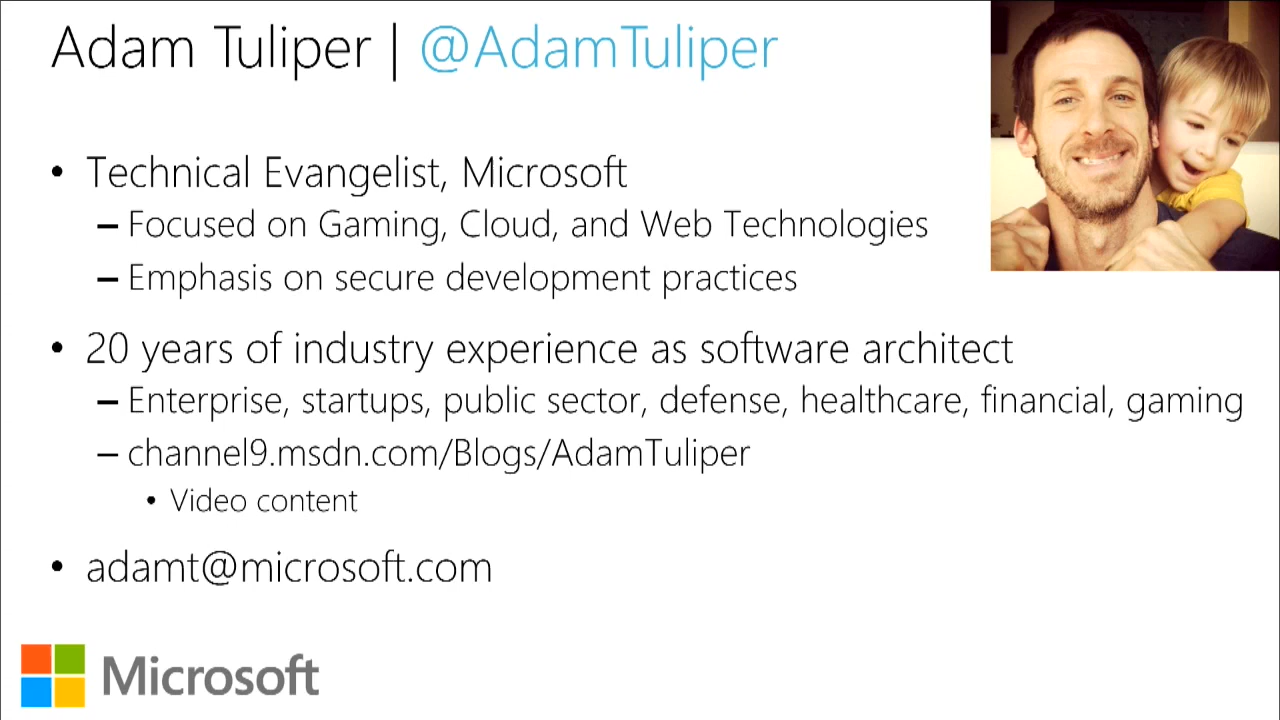 Adam Tuliper | @AdamTuliper
• Technical Evangelist, Microsoft
– Focused on Gaming, Cloud, and Web Technologies
– Emphasis on secure development practices
• 20 years of industry experience as software architect
– Enterprise, startups, public sector, defense, healthcare, financial, gaming
– channel9.msdn.com/Blogs/AdamTuliper
• Video content
• adamt@microsoft.com
Microsoft